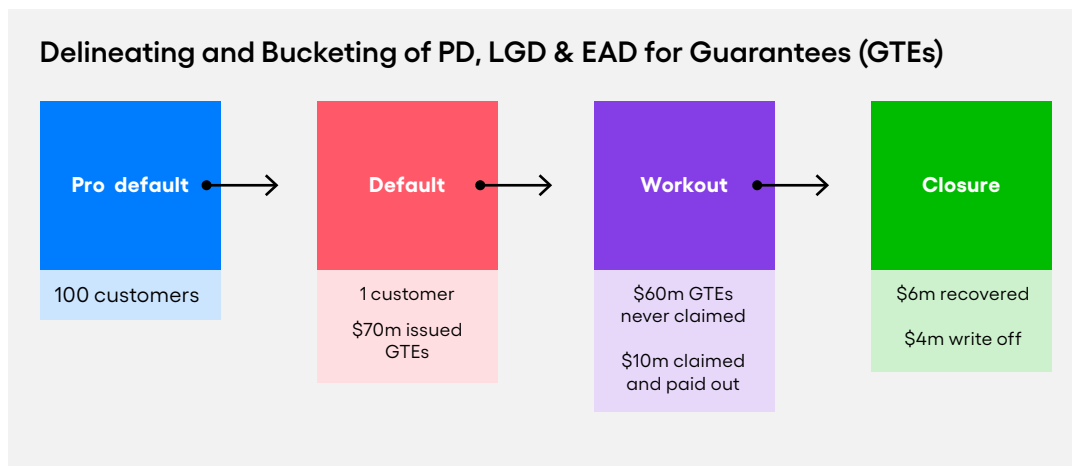 Delineating and Bucketing of PD, LGD & EAD for Guarantees (GTEs)
Pro default
Default
Workout
Closure
100 customers
1 customer
$70m issued
GTEs
$60m GTEs
never claimed
$10m claimed
and paid out
$6m recovered
$4m write off